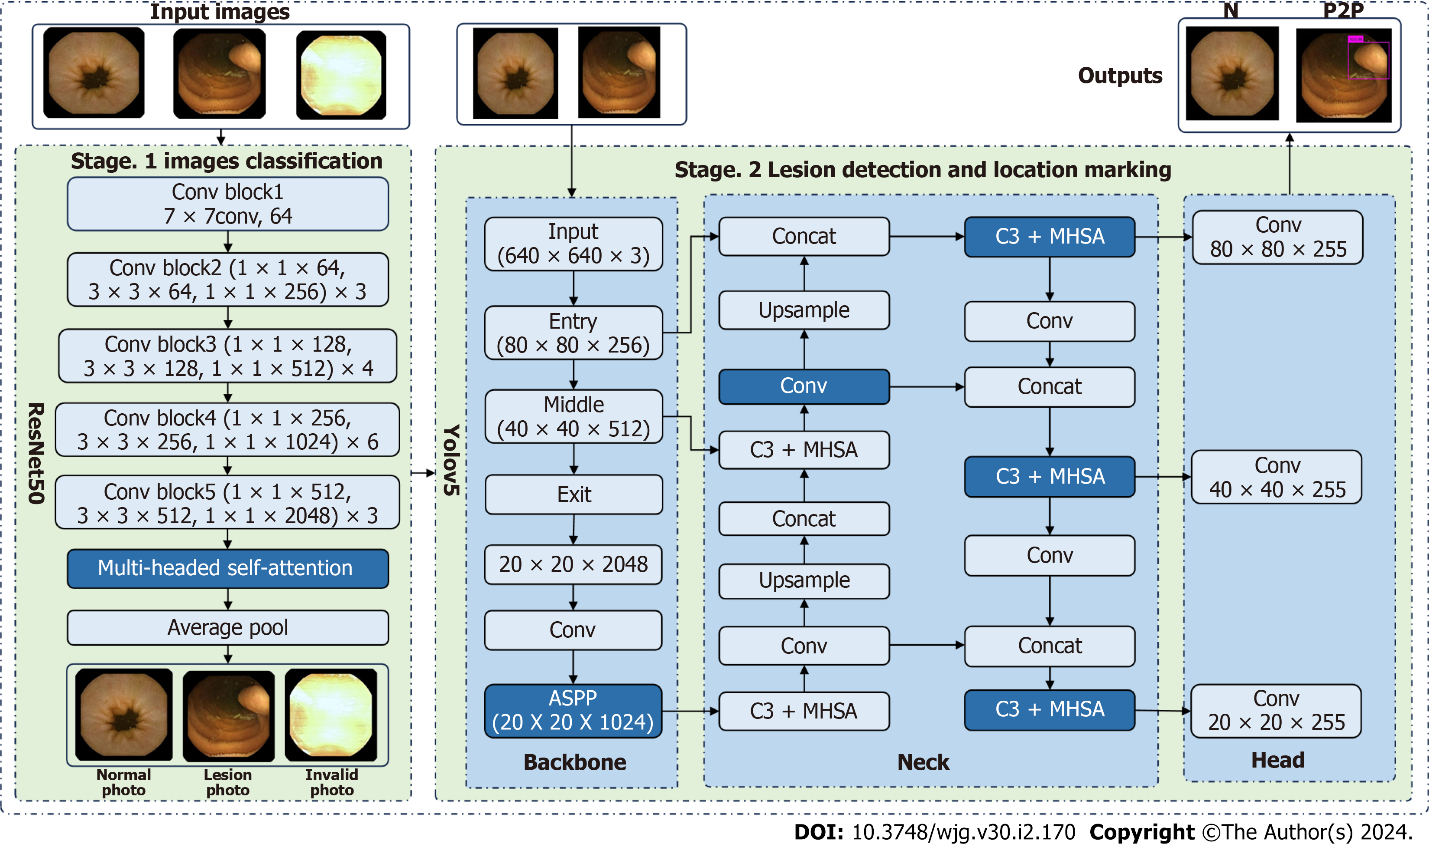 Input images
N
P2P
Outputs
Stage. 1 images classification
Conv block1
7 × 7conv, 64
Conv block2 (1 × 1 × 64,
3 × 3 × 64, 1 × 1 × 256) × 3
Conv block3 (1 × 1 × 128,
3 × 3 × 128, 1 × 1 × 512) × 4
Conv block4 (1 × 1 × 256,
3 × 3 × 256, 1 × 1 × 1024) × 6
Conv block5 (1 × 1 × 512,
3 × 3 × 512, 1 × 1 × 2048) × 3
Multi-headed self-attention
Average pool
Normal
photo
Lesion
photo
Invalid
photo
ResNet50
Stage. 2 Lesion detection and location marking
Yolov5
Input
(640 × 640 × 3)
Entry
(80 × 80 × 256)
Middle
(40 × 40 × 512)
Exit
20 × 20 × 2048
Conv
ASPP
(20 X 20 X 1024)
Backbone
Concat
Upsample
Conv
C3 + MHSA
Concat
Upsample
Conv
C3 + MHSA
C3 + MHSA
Conv
Concat
C3 + MHSA
Conv
Concat
C3 + MHSA
Neck
Conv
80 × 80 × 255
Conv
40 × 40 × 255
Conv
20 × 20 × 255
Head
DOI: 10.3748/wjg.v30.i2.170 Copyright ©The Author(s) 2024.